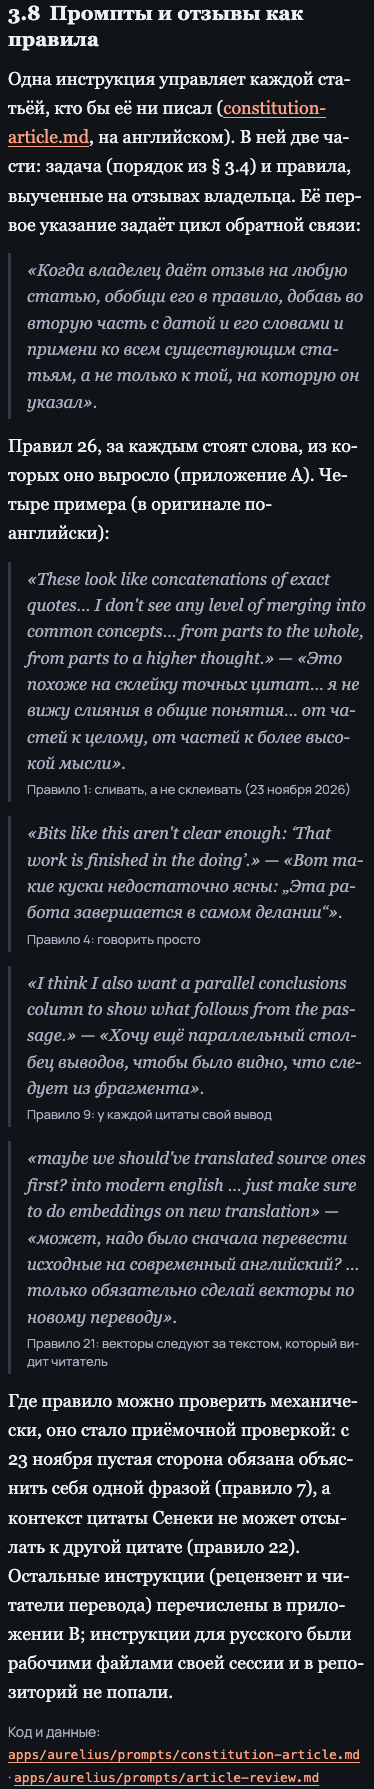 3.8 Промпты и отзывы как
правила
Одна инструкция управляет каждой ста-
тьёй, кто бы её ни писал (constitution-
article.md, на английском). В ней две ча-
сти: задача (порядок из § 3.4) и правила,
выученные на отзывах владельца. Её пер-
вое указание задаёт цикл обратной связи:
«Когда владелец даёт отзыв на любую
статью, обобщи его в правило, добавь во
вторую часть с датой и его словами и
примени ко всем существующим ста-
тьям, а не только к той, на которую он
указал».
Правил 26, за каждым стоят слова, из ко-
торых оно выросло (приложение A). Че-
тыре примера (в оригинале по-
английски):
«These look like concatenations of exact
quotes... I don't see any level of merging into
common concepts... from parts to the whole,
from parts to a higher thought.» — «Это
похоже на склейку точных цитат... я не
вижу слияния в общие понятия... от ча-
стей к целому, от частей к более высо-
кой мысли».
Правило 1: сливать, а не склеивать (23 ноября 2026)
«Bits like this aren't clear enough: ‘That
work is finished in the doing’.» — «Вот та-
кие куски недостаточно ясны: „Эта ра-
бота завершается в самом делании“».
Правило 4: говорить просто
«I think I also want a parallel conclusions
column to show what follows from the pas-
sage.» — «Хочу ещё параллельный стол-
бец выводов, чтобы было видно, что сле-
дует из фрагмента».
Правило 9: у каждой цитаты свой вывод
«maybe we should've translated source ones
first? into modern english ... just make sure
to do embeddings on new translation» —
«может, надо было сначала перевести
исходные на современный английский? ...
только обязательно сделай векторы по
новому переводу».
Правило 21: векторы следуют за текстом, который ви-
дит читатель
Где правило можно проверить механиче-
ски, оно стало приёмочной проверкой: с
23 ноября пустая сторона обязана объяс-
нить себя одной фразой (правило 7), а
контекст цитаты Сенеки не может отсы-
лать к другой цитате (правило 22).
Остальные инструкции (рецензент и чи-
татели перевода) перечислены в прило-
жении B; инструкции для русского были
рабочими файлами своей сессии и в репо-
зиторий не попали.
Код и данные:
apps/aurelius/prompts/constitution-article.md
· apps/aurelius/prompts/article-review.md